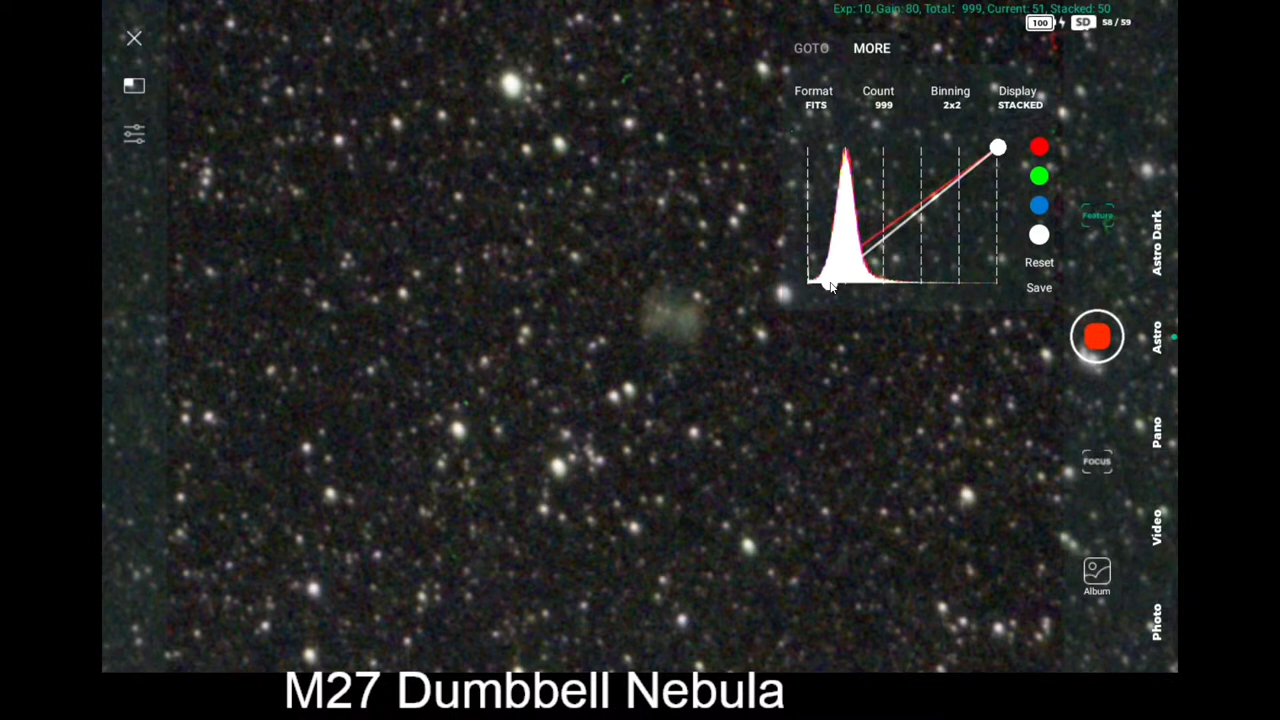 Exp: 10, Gain: 80, Total: 999, Current: 51, Stacked: 50
100 SD 58 / 59
GOTO MORE
Format Count Binning Display
FITS 999 2x2 STACKED
Reset
Save
Feature
FOCUS
Album
Astro Dark
Astro
Pano
Video
Photo
M27 Dumbbell Nebula